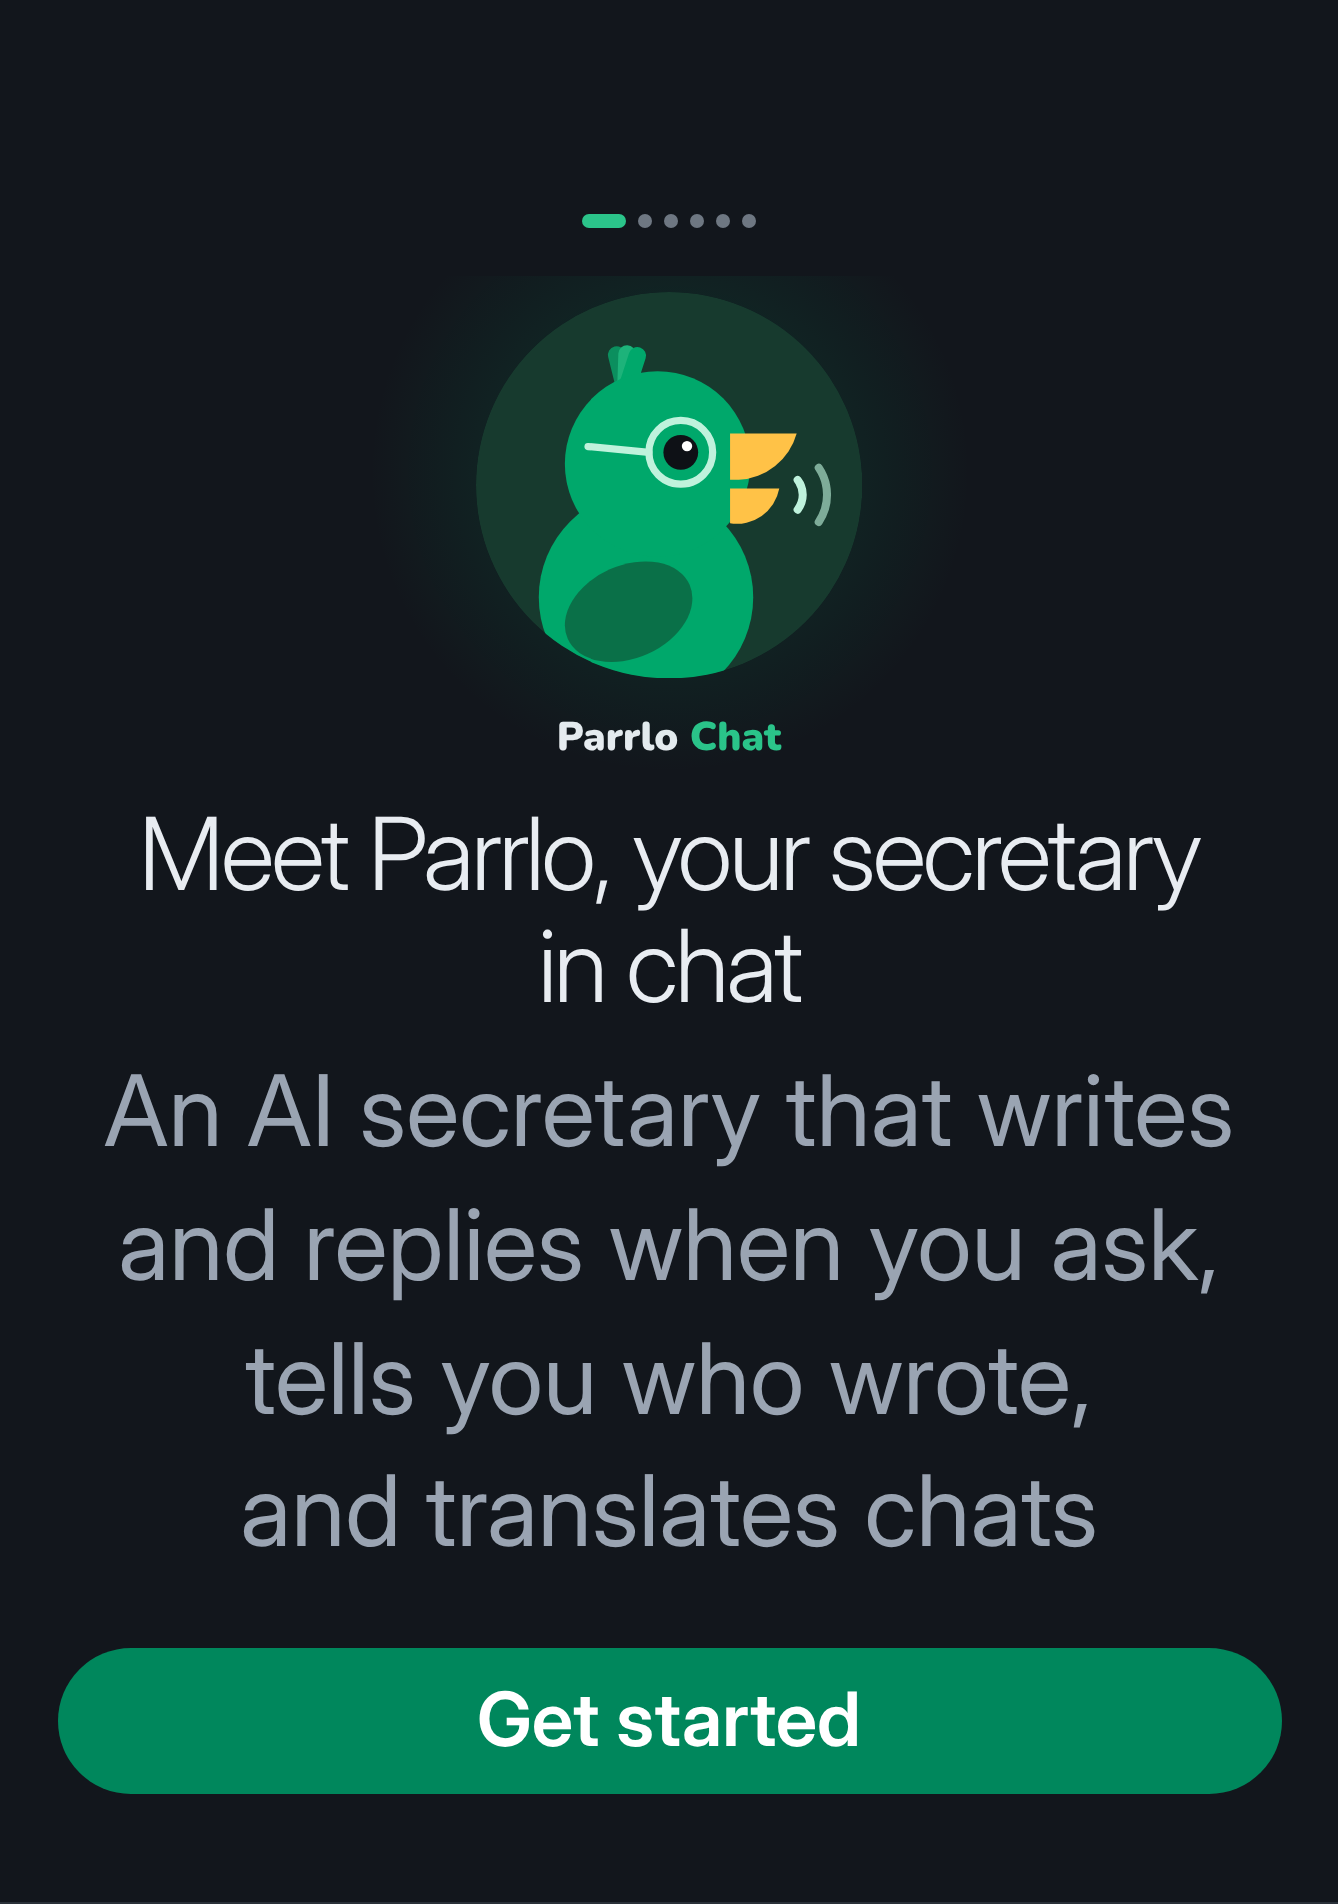 Parrlo Chat
Meet Parrlo, your secretary
in chat
An AI secretary that writes
and replies when you ask,
tells you who wrote,
and translates chats
Get started